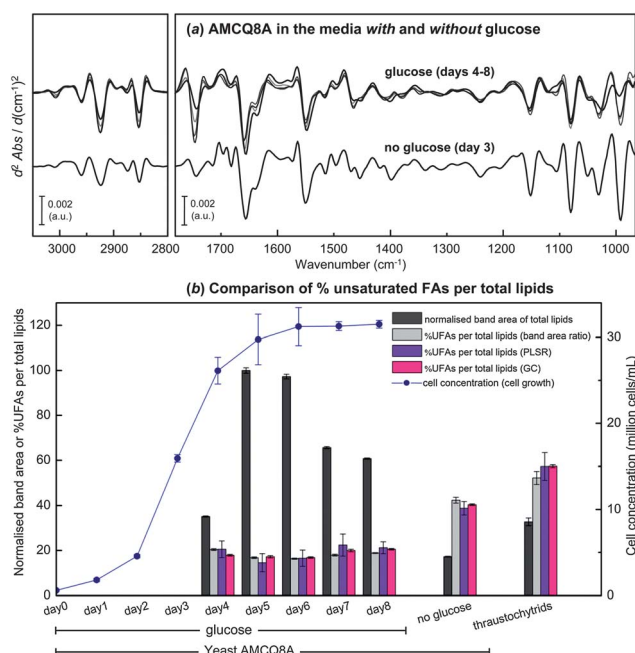 (a) AMCQ8A in the media with and without glucose
glucose (days 4-8)
no glucose (day 3)
d² Abs / d(cm⁻¹)²
0.002
(a.u.)
0.002
(a.u.)
3000 2900 2800 1700 1600 1500 1400 1300 1200 1100 1000
Wavenumber (cm⁻¹)
(b) Comparison of % unsaturated FAs per total lipids
normalised band area of total lipids
%UFAs per total lipids (band area ratio)
%UFAs per total lipids (PLSR)
%UFAs per total lipids (GC)
cell concentration (cell growth)
Normalised band area or %UFAs per total lipids
120
100
80
60
40
20
0
30
20
10
0
Cell concentration (million cells/mL)
day0 day1 day2 day3 day4 day5 day6 day7 day8 no glucose thraustochytrids
glucose
Yeast AMCQ8A